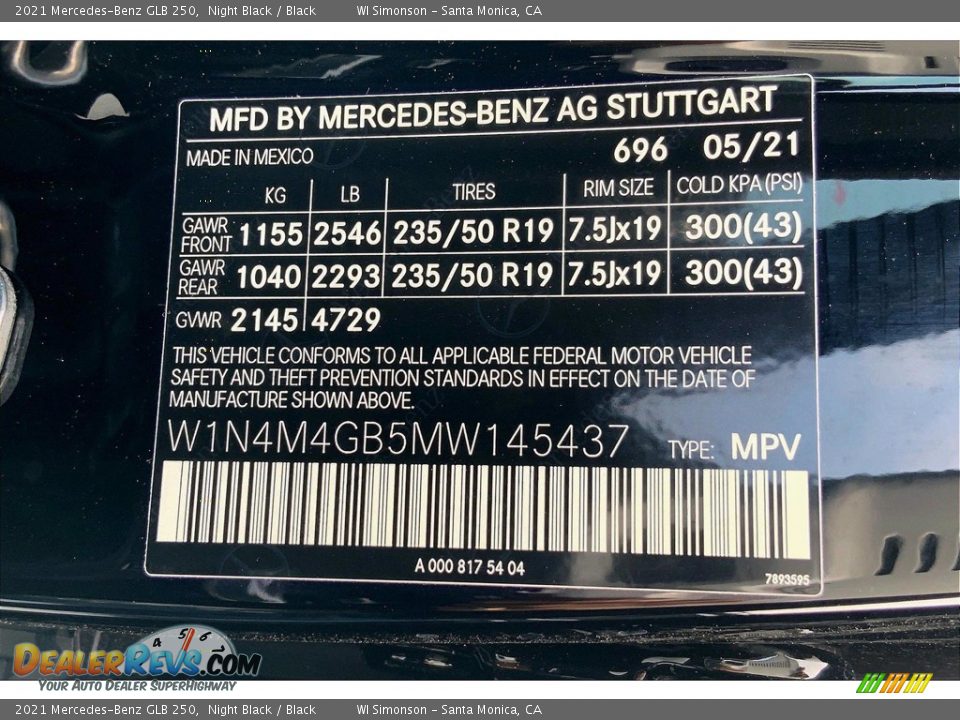 2021 Mercedes-Benz GLB 250, Night Black / Black WI Simonson - Santa Monica, CA
MFD BY MERCEDES-BENZ AG STUTTGART
MADE IN MEXICO 696 05/21
KG LB TIRES RIM SIZE COLD KPA (PSI)
GAWR FRONT 1155 2546 235/50 R19 7.5Jx19 300(43)
GAWR REAR 1040 2293 235/50 R19 7.5Jx19 300(43)
GVWR 2145 4729
THIS VEHICLE CONFORMS TO ALL APPLICABLE FEDERAL MOTOR VEHICLE
SAFETY AND THEFT PREVENTION STANDARDS IN EFFECT ON THE DATE OF
MANUFACTURE SHOWN ABOVE.
W1N4M4GB5MW145437 TYPE: MPV
A 000 817 54 04
7893595
4 5 6
DEALERREVS.COM
YOUR AUTO DEALER SUPERHIGHWAY
2021 Mercedes-Benz GLB 250, Night Black / Black WI Simonson - Santa Monica, CA